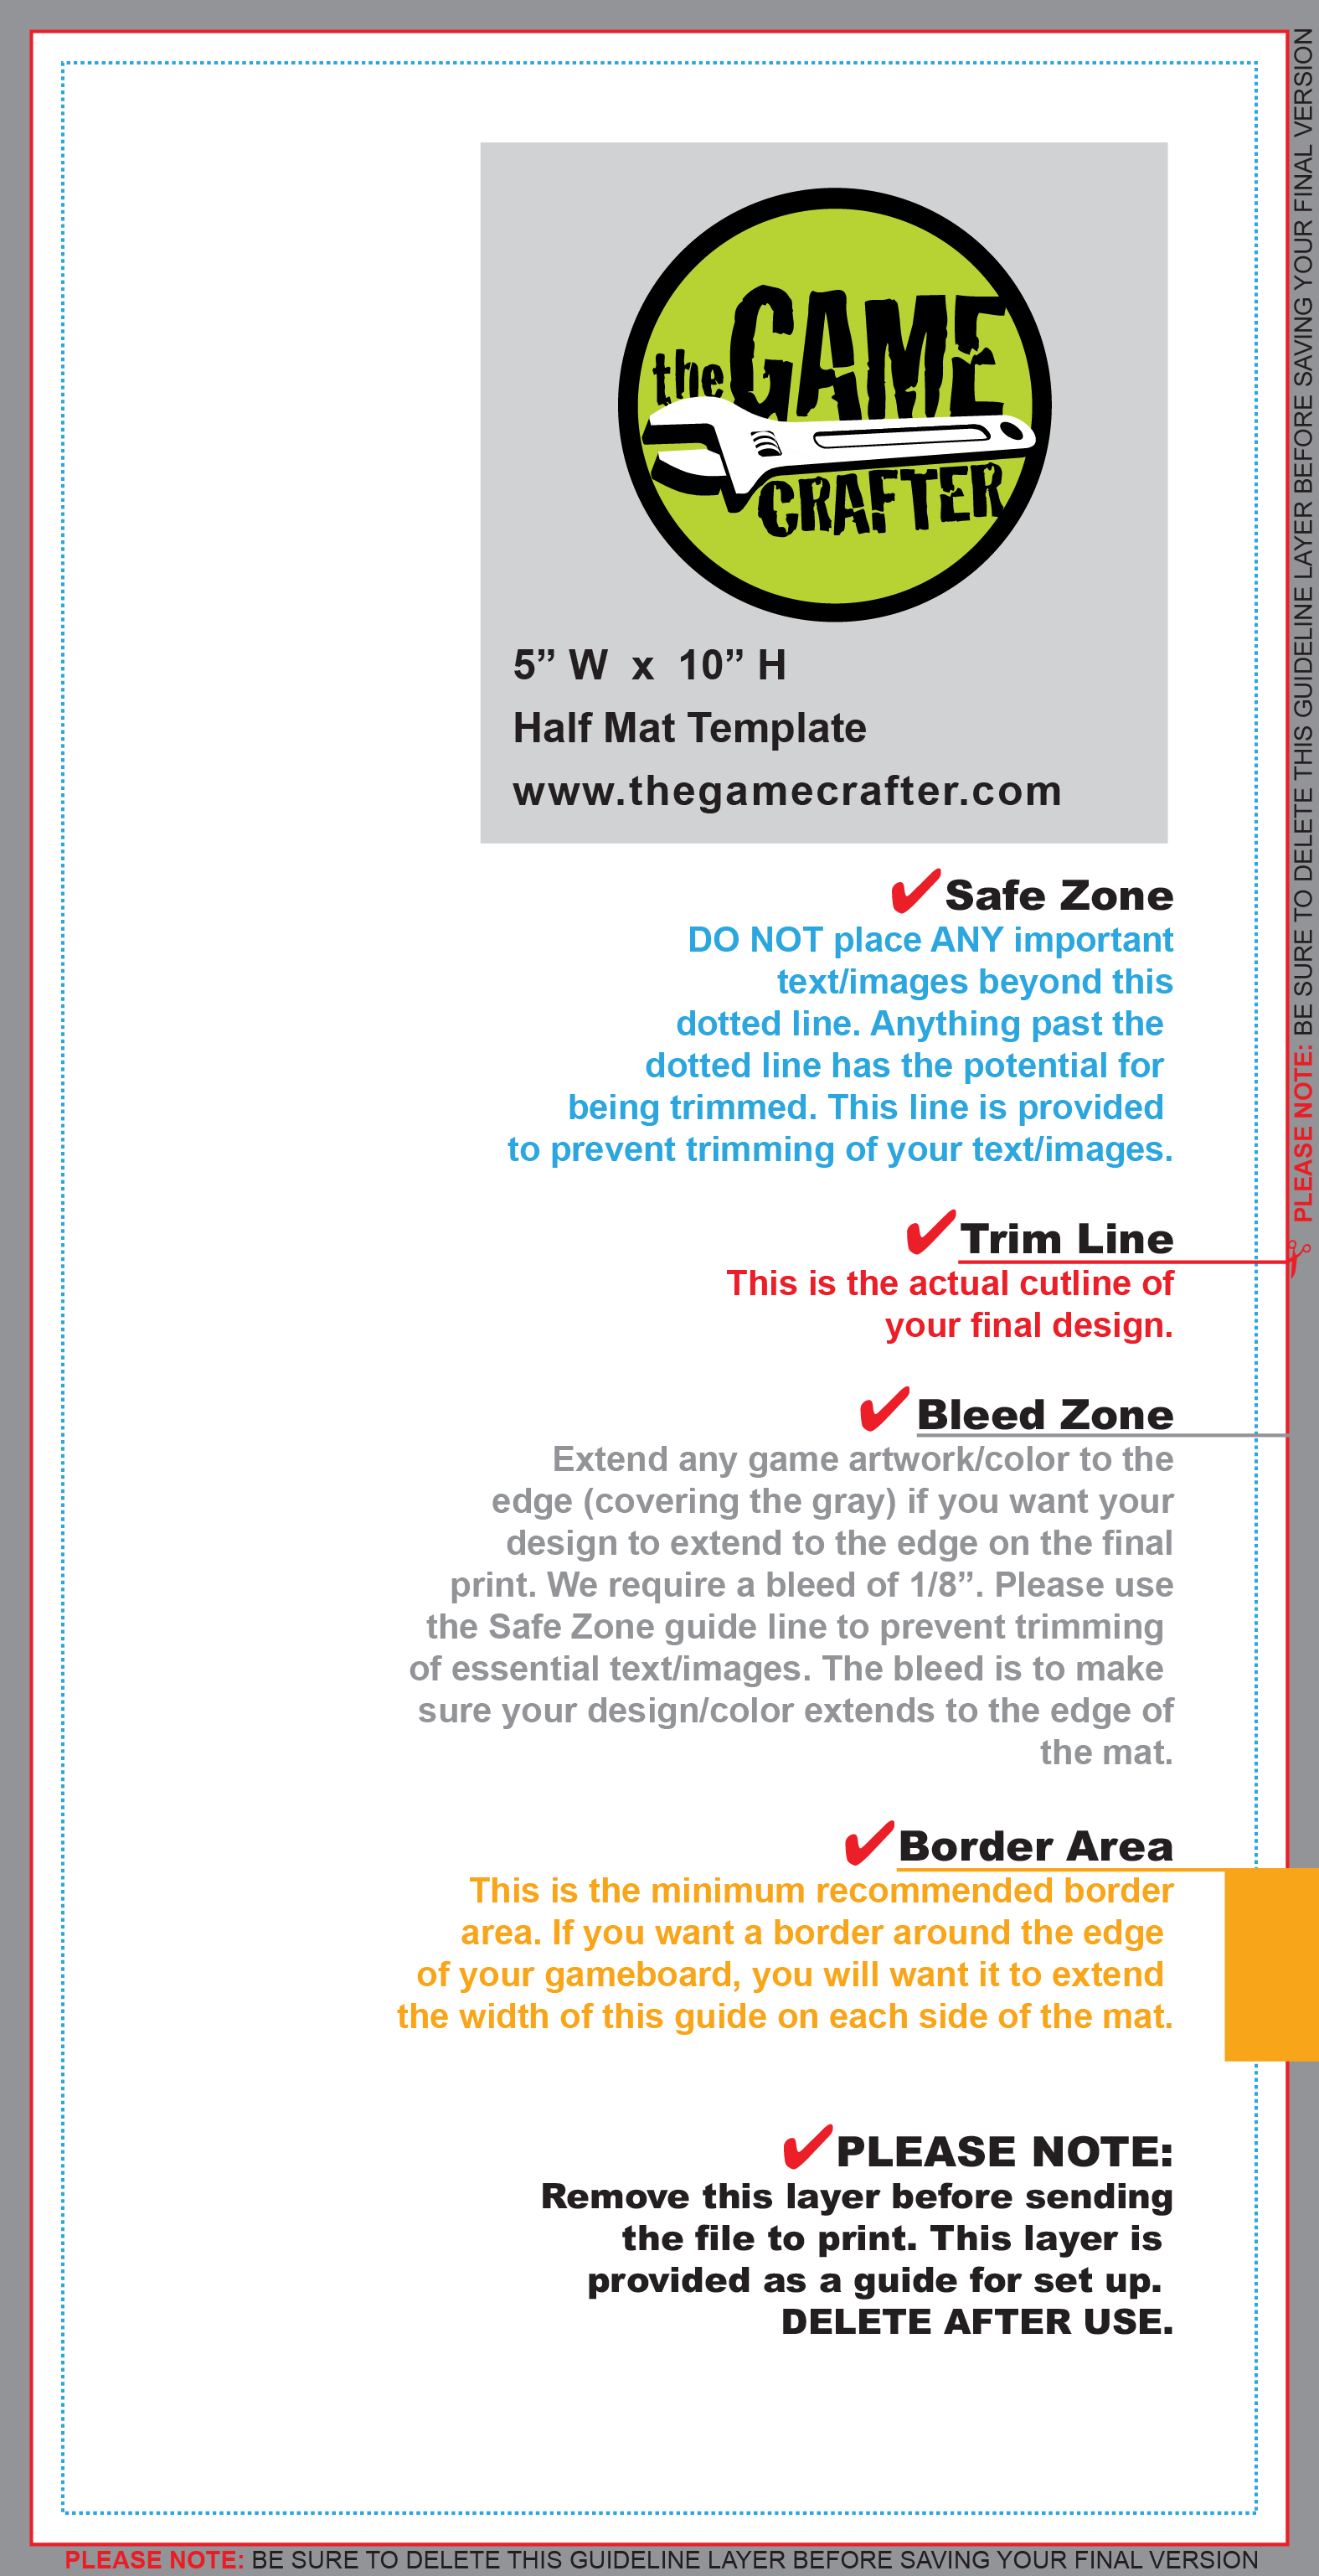 the GAME
CRAFTER
5” W x 10” H
Half Mat Template
www.thegamecrafter.com
✔Safe Zone
DO NOT place ANY important
text/images beyond this
dotted line. Anything past the
dotted line has the potential for
being trimmed. This line is provided
to prevent trimming of your text/images.
✔Trim Line
This is the actual cutline of
your final design.
✔Bleed Zone
Extend any game artwork/color to the
edge (covering the gray) if you want your
design to extend to the edge on the final
print. We require a bleed of 1/8”. Please use
the Safe Zone guide line to prevent trimming
of essential text/images. The bleed is to make
sure your design/color extends to the edge of
the mat.
✔Border Area
This is the minimum recommended border
area. If you want a border around the edge
of your gameboard, you will want it to extend
the width of this guide on each side of the mat.
✔PLEASE NOTE:
Remove this layer before sending
the file to print. This layer is
provided as a guide for set up.
DELETE AFTER USE.
PLEASE NOTE: BE SURE TO DELETE THIS GUIDELINE LAYER BEFORE SAVING YOUR FINAL VERSION
PLEASE NOTE: BE SURE TO DELETE THIS GUIDELINE LAYER BEFORE SAVING YOUR FINAL VERSION